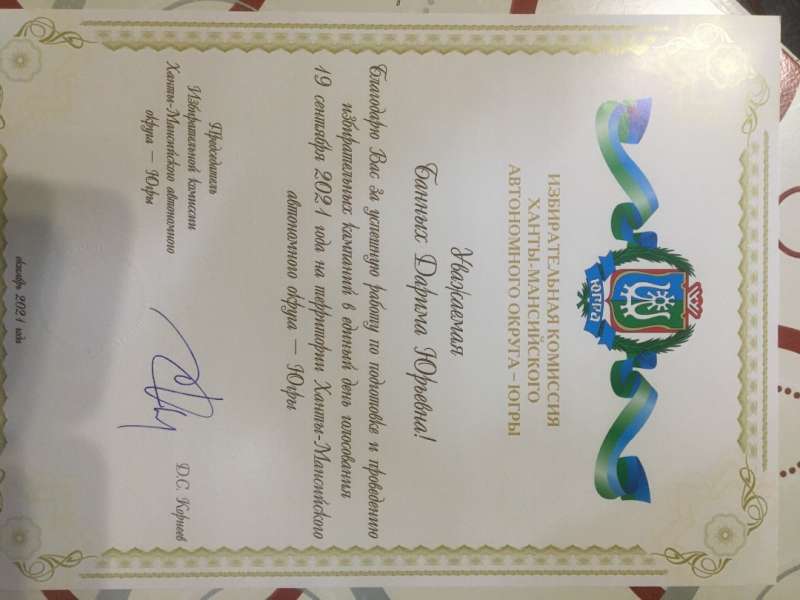 ЮГРА
ИЗБИРАТЕЛЬНАЯ КОМИССИЯ
ХАНТЫ-МАНСИЙСКОГО
АВТОНОМНОГО ОКРУГА – ЮГРЫ
Уважаемая
Банных Дарима Юрьевна!
Благодарю Вас за успешную работу по подготовке и проведению
избирательных кампаний в единый день голосования
19 сентября 2021 года на территории Ханты-Мансийского
автономного округа — Югры
Председатель
Избирательной комиссии
Ханты-Мансийского автономного
округа — Югры
Д.С. Корнеев
2021 года